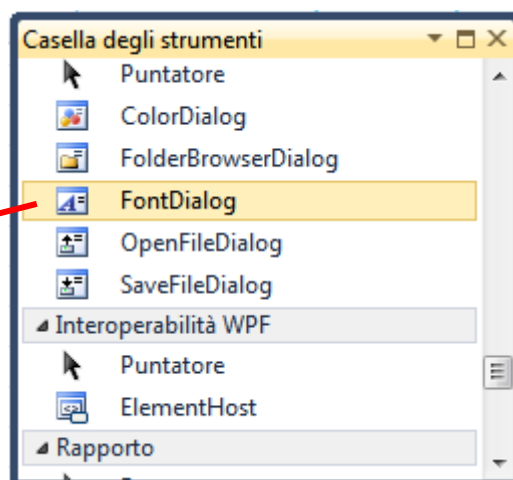 Casella degli strumenti
Puntatore
ColorDialog
FolderBrowserDialog
FontDialog
OpenFileDialog
SaveFileDialog
Interoperabilità WPF
Puntatore
ElementHost
Rapporto